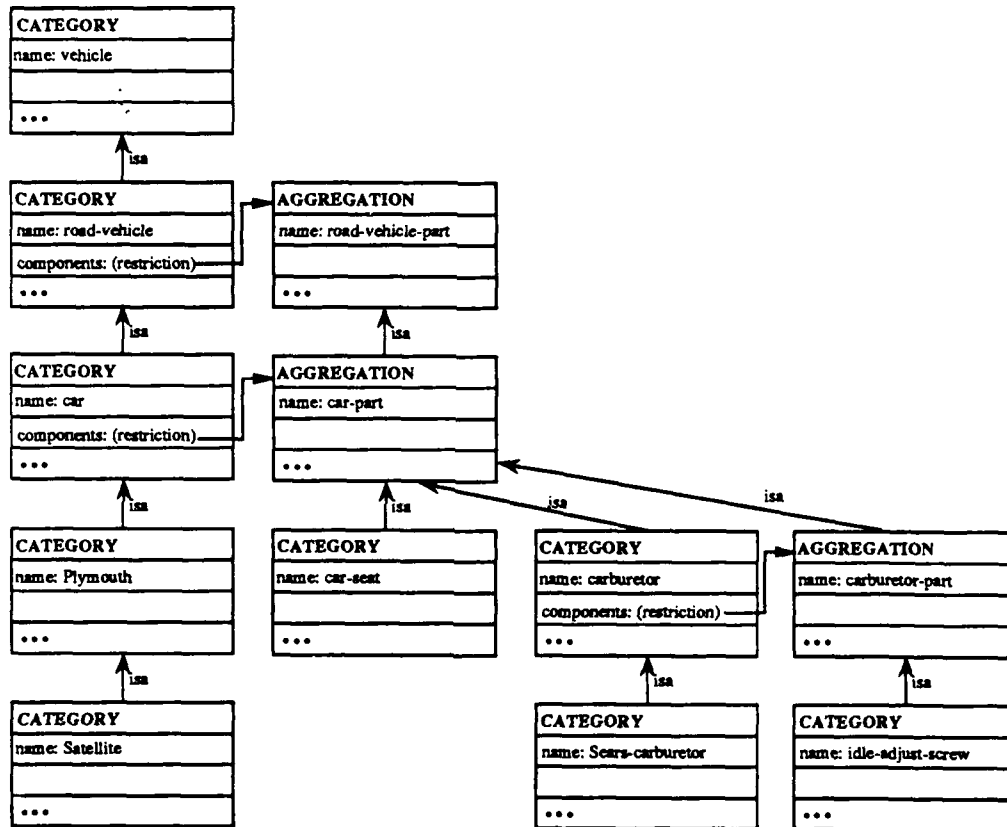 CATEGORY
name: vehicle
•••
isa
CATEGORY
name: road-vehicle
components: (restriction)
•••
AGGREGATION
name: road-vehicle-part
•••
isa
isa
CATEGORY
name: car
components: (restriction)
•••
AGGREGATION
name: car-part
•••
isa
isa
isa
isa
CATEGORY
name: Plymouth
•••
CATEGORY
name: car-seat
•••
CATEGORY
name: carburetor
components: (restriction)
•••
AGGREGATION
name: carburetor-part
•••
isa
isa
isa
CATEGORY
name: Satellite
•••
CATEGORY
name: Sears-carburetor
•••
CATEGORY
name: idle-adjust-screw
•••